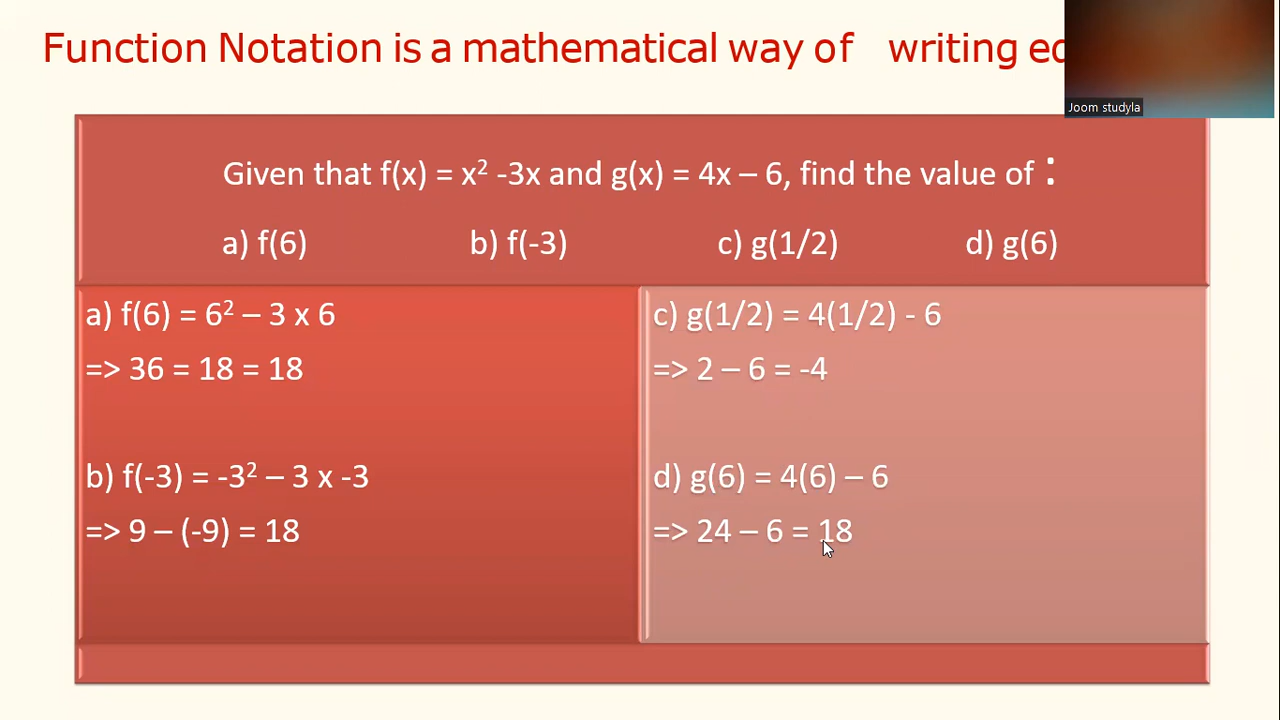 Function Notation is a mathematical way of writing
Joom studyla
Given that f(x) = x² -3x and g(x) = 4x – 6, find the value of :
a) f(6) b) f(-3) c) g(1/2) d) g(6)
a) f(6) = 6² – 3 x 6
=> 36 = 18 = 18
b) f(-3) = -3² – 3 x -3
=> 9 – (-9) = 18
c) g(1/2) = 4(1/2) - 6
=> 2 – 6 = -4
d) g(6) = 4(6) – 6
=> 24 – 6 = 18